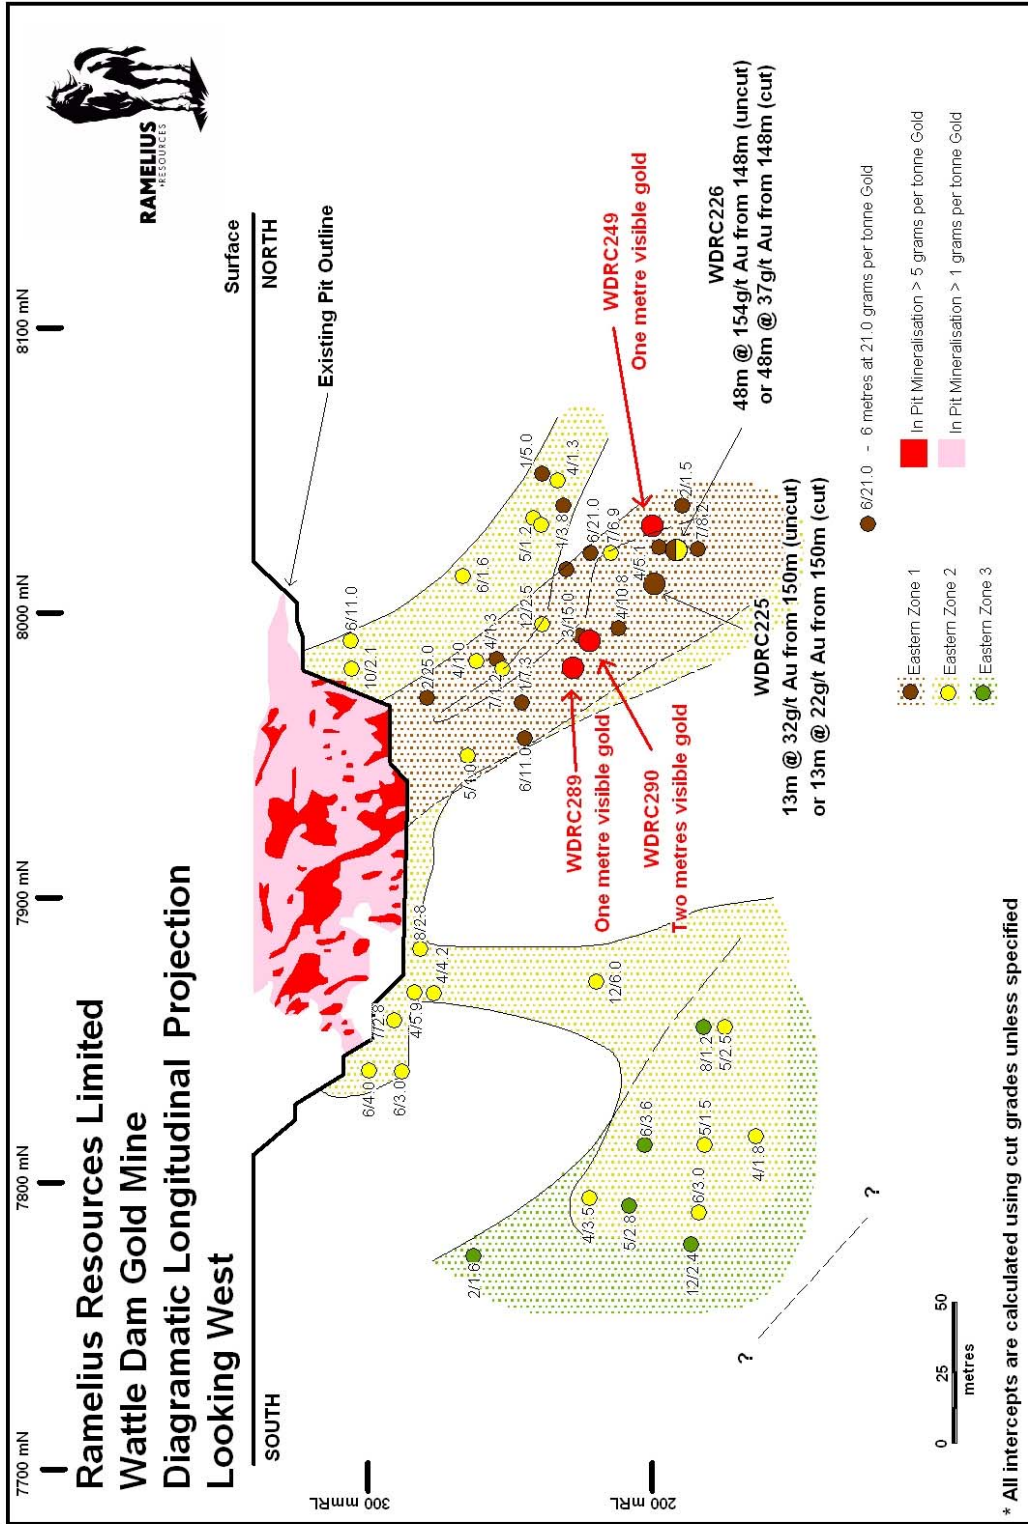 7700 mN
7800 mN
7900 mN
8000 mN
8100 mN
Ramelius Resources Limited
Wattle Dam Gold Mine
Diagramatic Longitudinal Projection
Looking West
RAMELIUS
RESOURCES
SOUTH
Surface
NORTH
Existing Pit Outline
300 mmRL
200 mRL
6/4.0
6/3.0
7/2.8
4/5.9
4/4.2
8/2.8
10/2.1
6/11.0
2/25.0
5/1.0
4/1.0
4/1.3
7/1.2
1/7.3
6/11.0
6/1.6
12/2.5
3/15.0
5/1.2
4/3.8
1/5.0
4/1.3
6/21.0
7/6.9
4/10.8
4/5.1
2/1.5
7/8.2
12/6.0
2/1.6
4/3.5
5/2.8
6/3.6
12/2.4
6/3.0
5/1.5
8/1.2
5/2.5
4/1.8
WDRC289
One metre visible gold
WDRC290
Two metres visible gold
WDRC249
One metre visible gold
WDRC225
13m @ 32g/t Au from 150m (uncut)
or 13m @ 22g/t Au from 150m (cut)
WDRC226
48m @ 154g/t Au from 148m (uncut)
or 48m @ 37g/t Au from 148m (cut)
?
?
0
25
50
metres
6/21.0 - 6 metres at 21.0 grams per tonne Gold
Eastern Zone 1
Eastern Zone 2
Eastern Zone 3
In Pit Mineralisation > 5 grams per tonne Gold
In Pit Mineralisation > 1 grams per tonne Gold
* All intercepts are calculated using cut grades unless specified